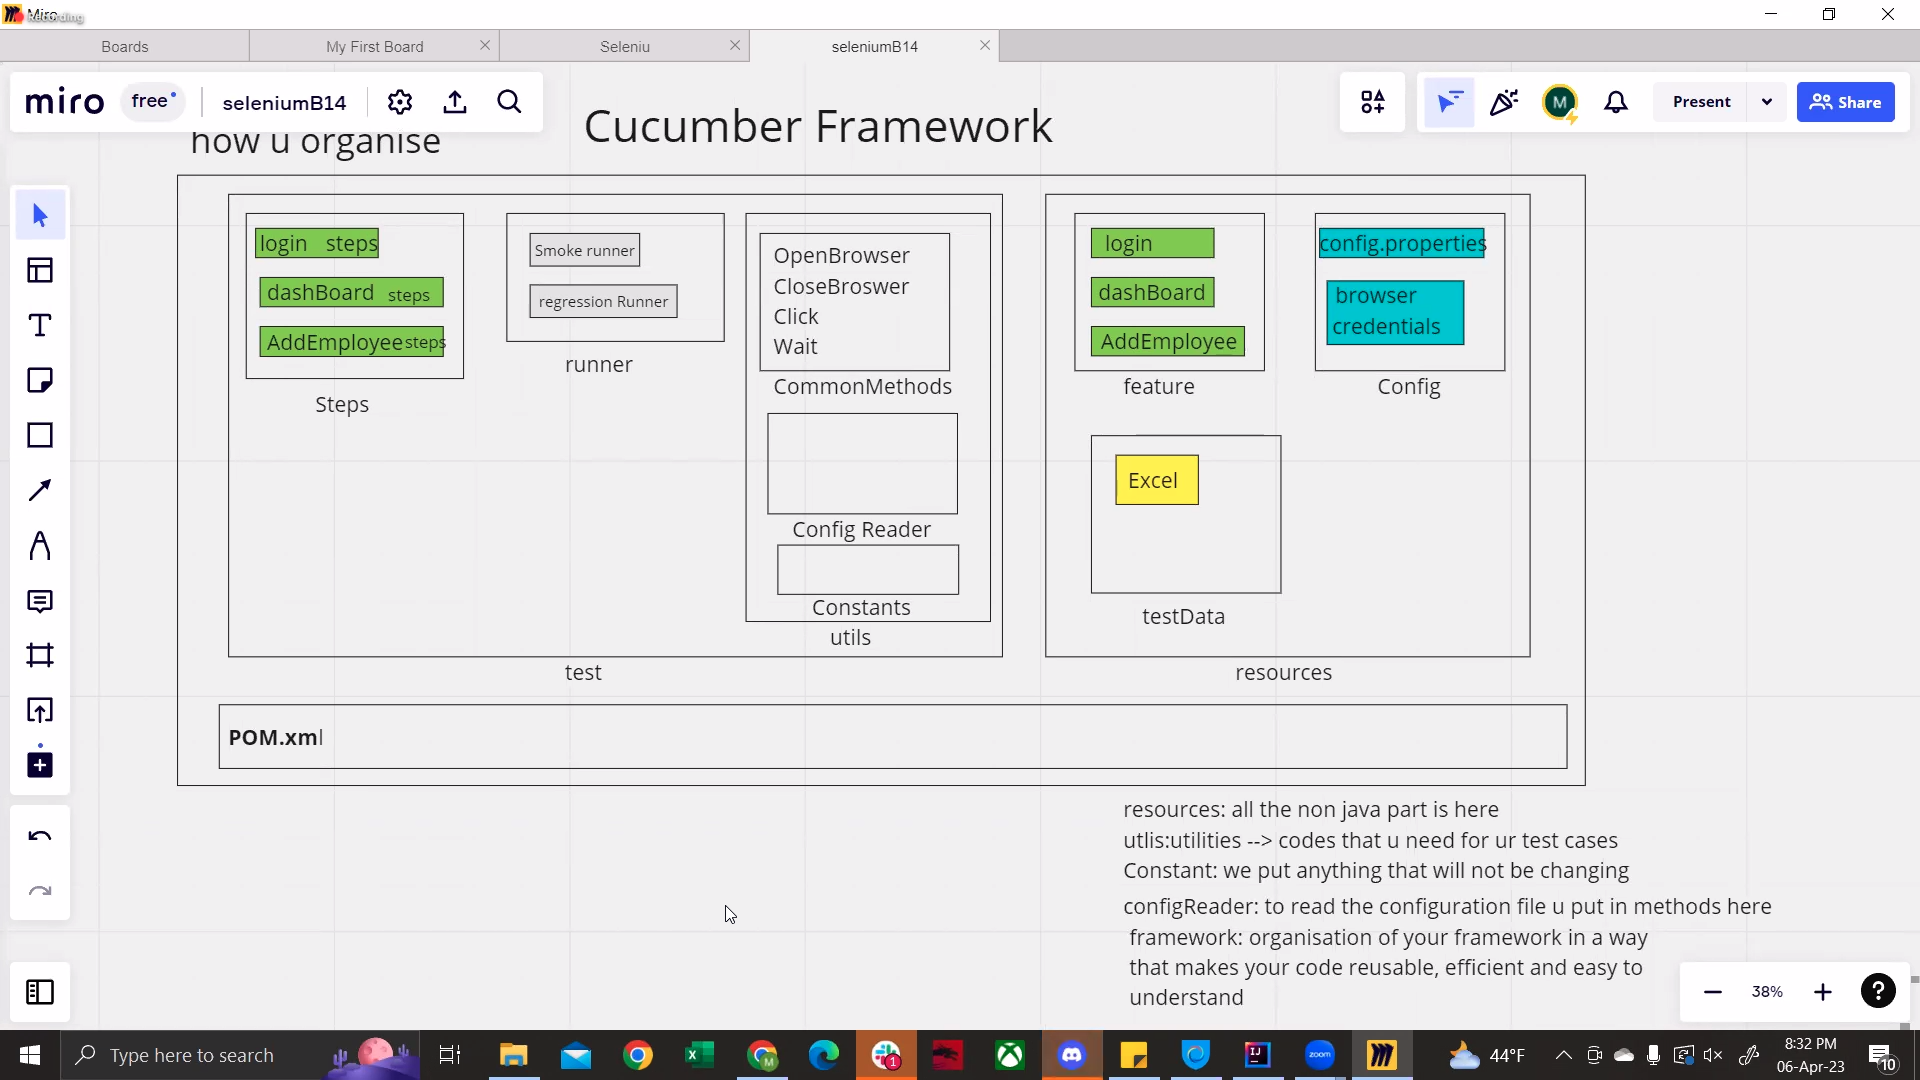 Miro
Recording
Boards
My First Board
Seleniu
seleniumB14
miro
free
seleniumB14
Present
Share
how u organise
Cucumber Framework
login steps
dashBoard steps
AddEmployee steps
Steps
Smoke runner
regression Runner
runner
OpenBrowser
CloseBroswer
Click
Wait
CommonMethods
Config Reader
Constants
utils
test
login
dashBoard
AddEmployee
feature
config.properties
browser
credentials
Config
Excel
testData
resources
POM.xml
resources: all the non java part is here
utlis:utilities --> codes that u need for ur test cases
Constant: we put anything that will not be changing
configReader: to read the configuration file u put in methods here
framework: organisation of your framework in a way
that makes your code reusable, efficient and easy to
understand
38%
Type here to search
44°F
8:32 PM
06-Apr-23
10